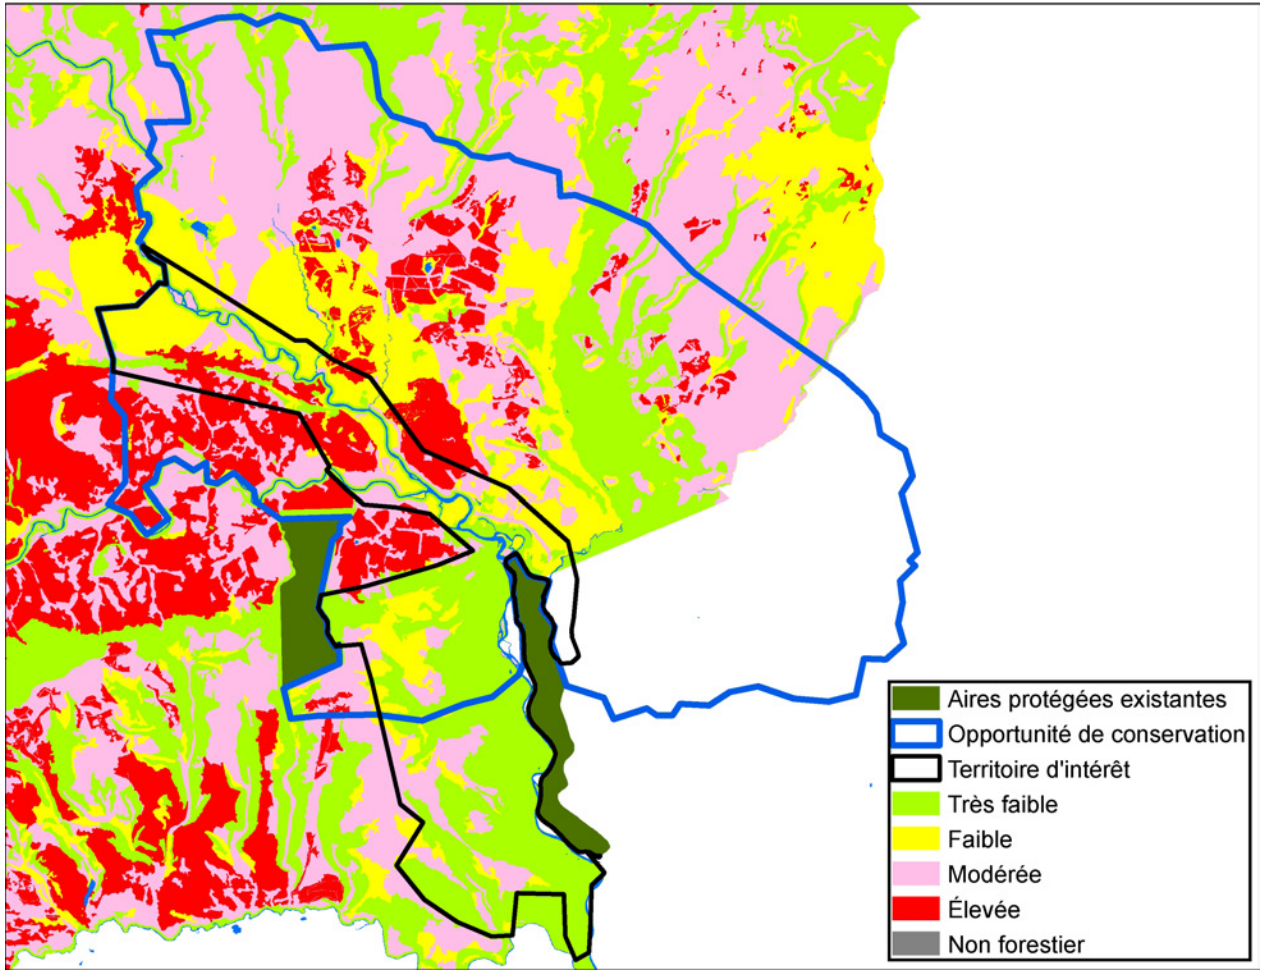 Aires protégées existantes
Opportunité de conservation
Territoire d'intérêt
Très faible
Faible
Modérée
Élevée
Non forestier